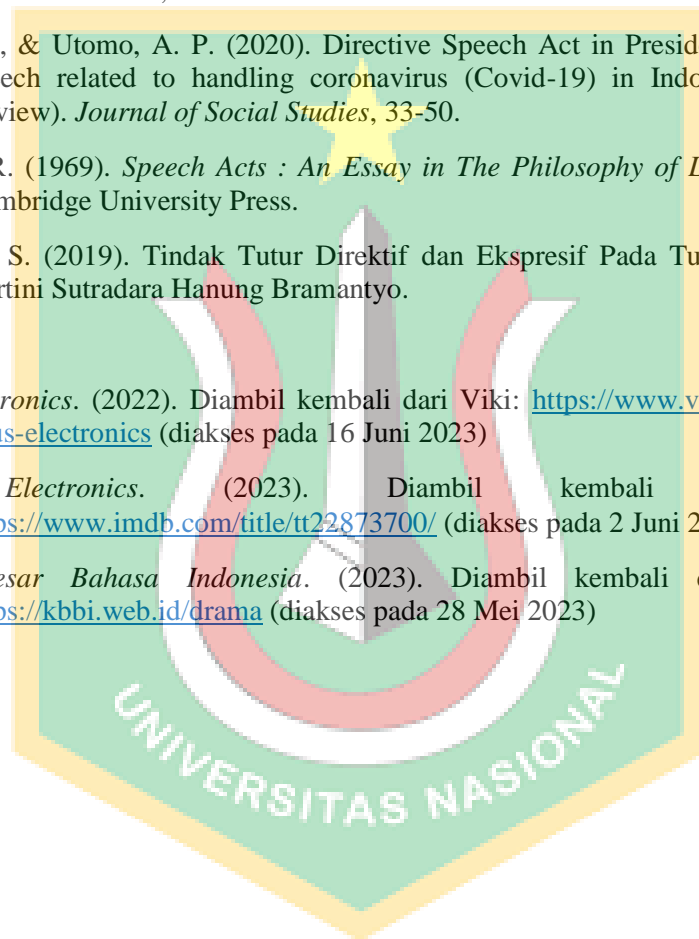 , & Utomo, A. P. (2020). Directive Speech Act in Presid
ech related to handling coronavirus (Covid-19) in Indo
view). Journal of Social Studies, 33-50.
R. (1969). Speech Acts : An Essay in The Philosophy of L
mbridge University Press.
S. (2019). Tindak Tutur Direktif dan Ekspresif Pada Tu
rtini Sutradara Hanung Bramantyo.
ronics. (2022). Diambil kembali dari Viki: https://www.v
us-electronics (diakses pada 16 Juni 2023)
Electronics. (2023). Diambil kembali
ps://www.imdb.com/title/tt22873700/ (diakses pada 2 Juni 2
esar Bahasa Indonesia. (2023). Diambil kembali
ps://kbbi.web.id/drama (diakses pada 28 Mei 2023)
UNIVERSITAS NASIONAL